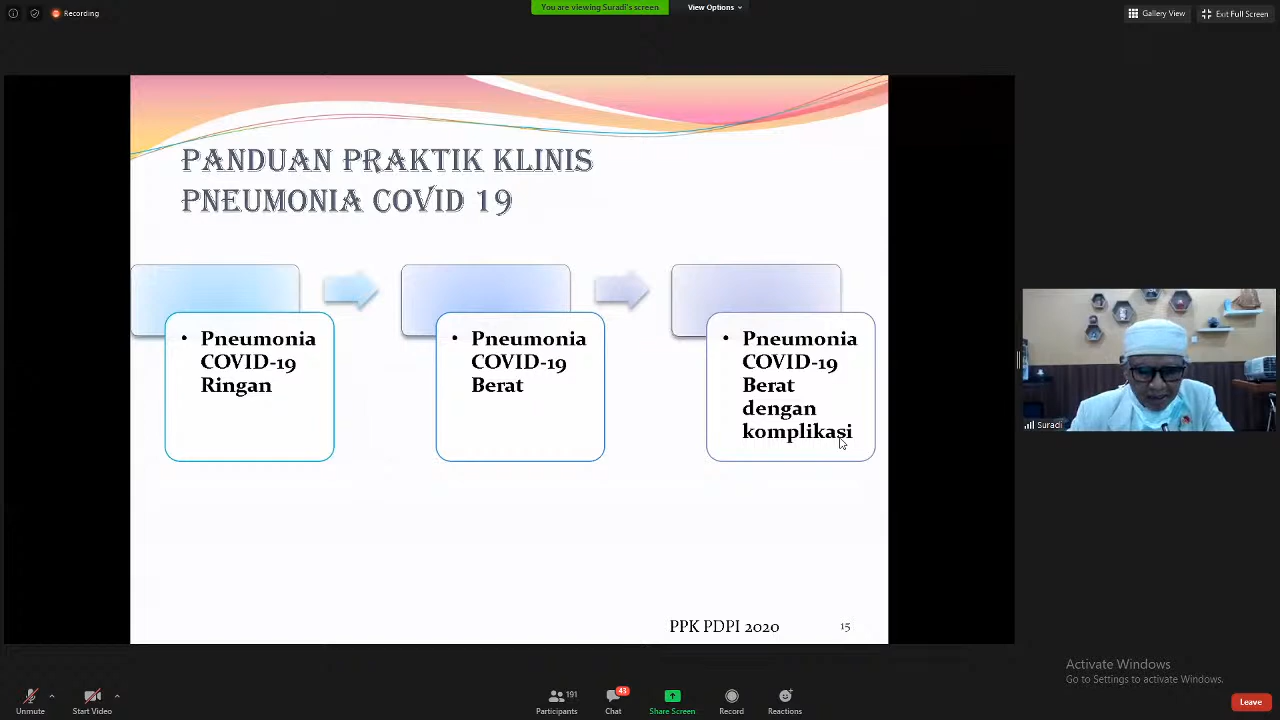 Recording
You are viewing Suradi's screen
View Options
Gallery View
Exit Full Screen
PANDUAN PRAKTIK KLINIS
PNEUMONIA COVID 19
• Pneumonia
COVID-19
Ringan
• Pneumonia
COVID-19
Berat
• Pneumonia
COVID-19
Berat
dengan
komplikasi
PPK PDPI 2020
15
Suradi
Activate Windows
Go to Settings to activate Windows.
Unmute
Start Video
191
Participants
43
Chat
Share Screen
Record
Reactions
Leave